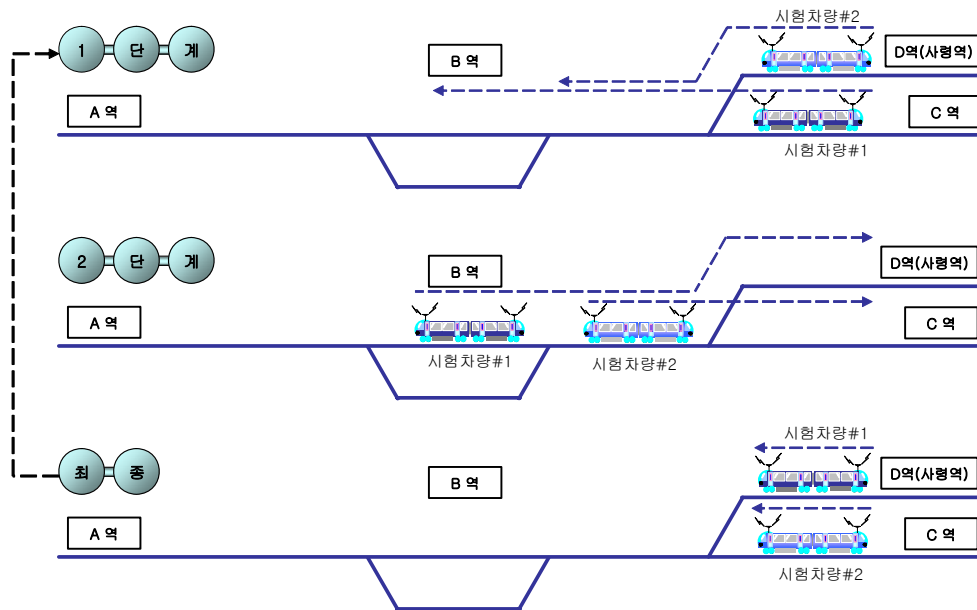 시험차량#2
1 단 계
B 역
D역(사령역)
A 역
C 역
시험차량#1
2 단 계
B 역
D역(사령역)
A 역
C 역
시험차량#1
시험차량#2
시험차량#1
최 종
B 역
D역(사령역)
A 역
C 역
시험차량#2